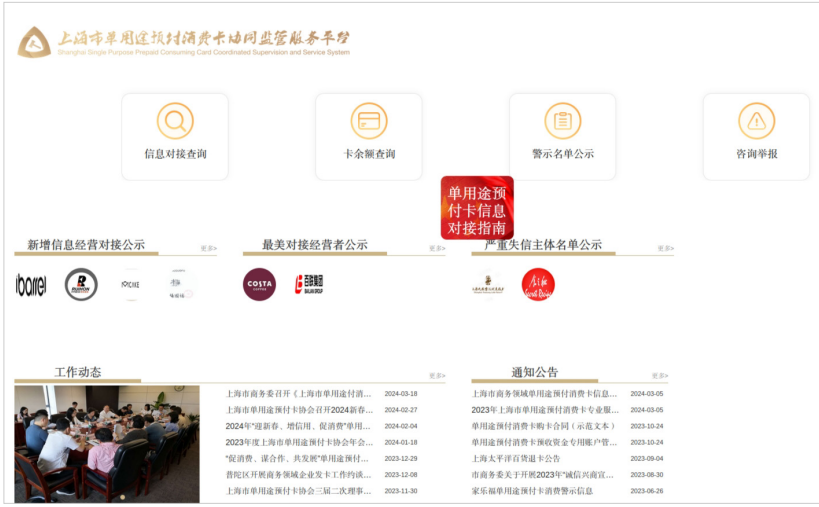 上海市单用途预付消费卡协同监管服务平台
Shanghai Single Purpose Prepaid Consuming Card Coordinated Supervision and Service System
信息对接查询
卡余额查询
警示名单公示
咨询举报
单用途预
付卡信息
对接指南
新增信息经营对接公示
更多>
最美对接经营者公示
更多>
严重失信主体名单公示
更多>
COSTA
COFFEE
百联集团
BAILIAN GROUP
工作动态
更多>
上海市商务委召开《上海市单用途付消... 2024-03-18
上海市单用途预付卡协会召开2024新春... 2024-02-27
2024年“迎新春、增信用、促消费”单用... 2024-02-04
2023年度上海市单用途预付卡协会年会... 2024-01-18
“促消费、谋合作、共发展”单用途预付... 2023-12-29
普陀区开展商务领域企业发卡工作约谈... 2023-12-08
上海市单用途预付卡协会三届二次理事... 2023-11-30
通知公告
更多>
上海市商务领域单用途预付消费卡信息... 2024-03-05
2023年上海市单用途预付消费卡专业服... 2024-03-05
单用途预付消费卡购卡合同（示范文本） 2023-10-24
单用途预付消费卡预收资金专用账户管... 2023-10-24
上海太平洋百货退卡公告 2023-09-04
市商务委关于开展2023年“诚信兴商宣... 2023-08-30
家乐福单用途预付卡消费警示信息 2023-06-26